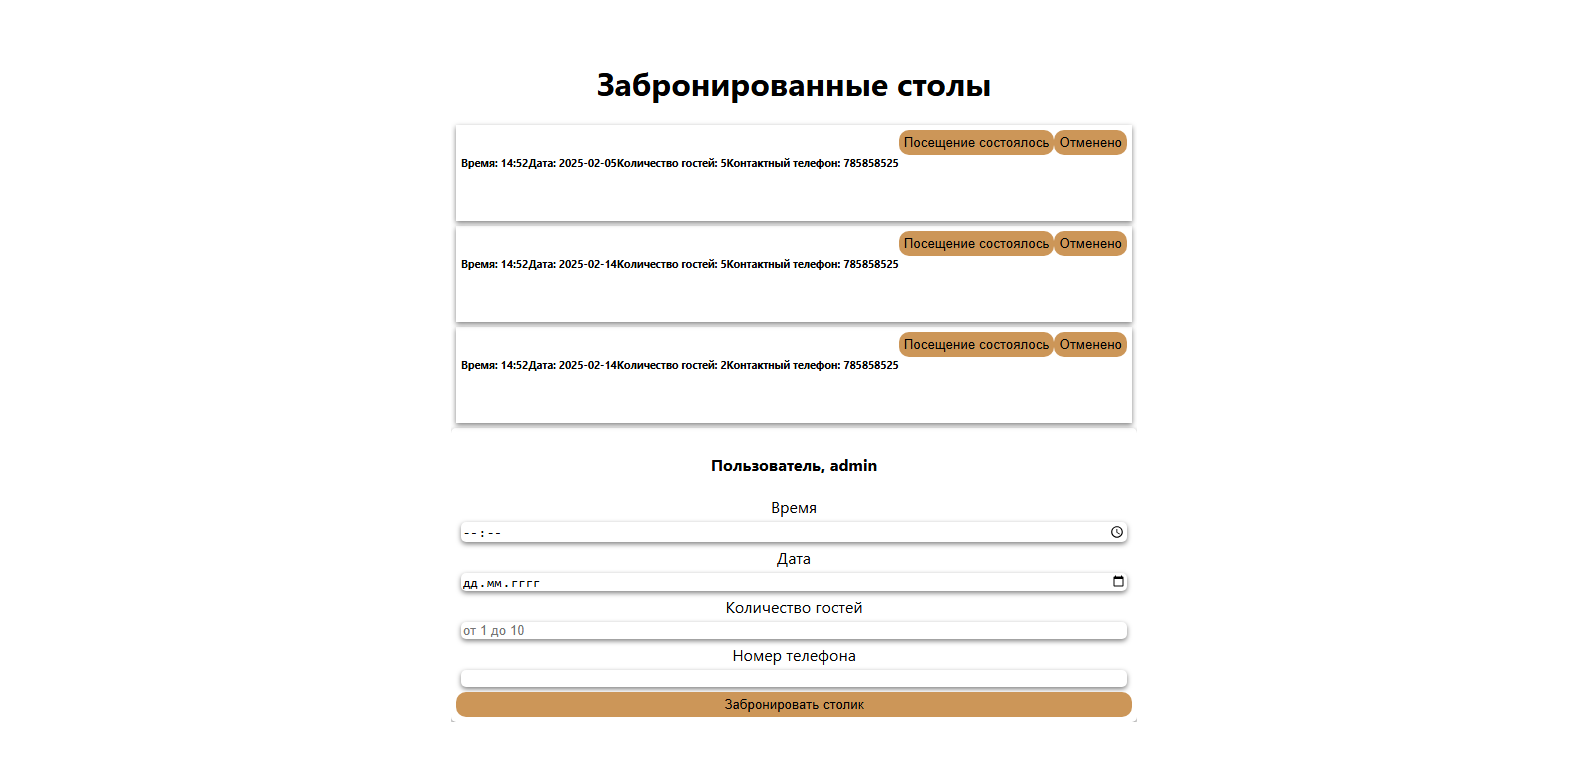 Забронированные столы
Посещение состоялось Отменено
Время: 14:52Дата: 2025-02-05Количество гостей: 5Контактный телефон: 785858525
Посещение состоялось Отменено
Время: 14:52Дата: 2025-02-14Количество гостей: 5Контактный телефон: 785858525
Посещение состоялось Отменено
Время: 14:52Дата: 2025-02-14Количество гостей: 2Контактный телефон: 785858525
Пользователь, admin
Время
--:--
Дата
дд.мм.гггг
Количество гостей
от 1 до 10
Номер телефона
Забронировать столик